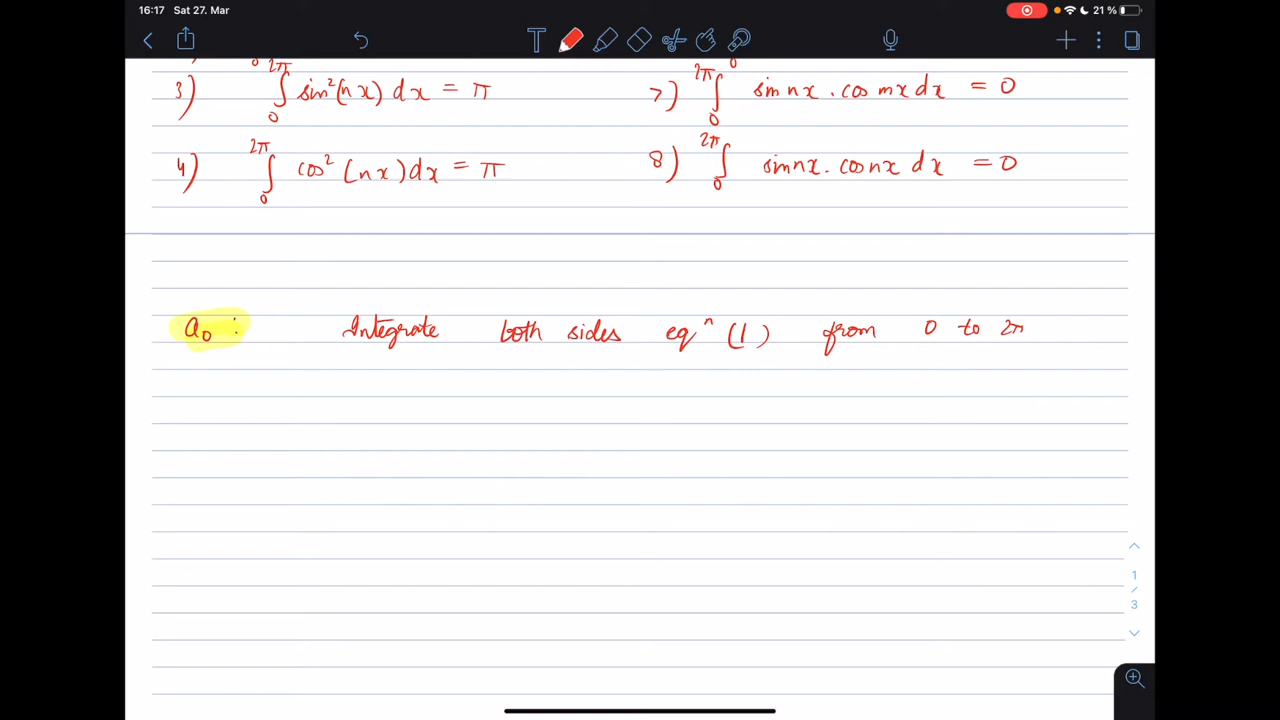 16:17 Sat 27. Mar 21 %
3) ∫₀^2π sin²(nx) dx = π
7) ∫₀^2π sin nx . cos mx dx = 0
4) ∫₀^2π cos² (nx) dx = π
8) ∫₀^2π sin nx . cos nx dx = 0
a₀ : Integrate both sides eqⁿ (1) from 0 to 2π
1
/
3